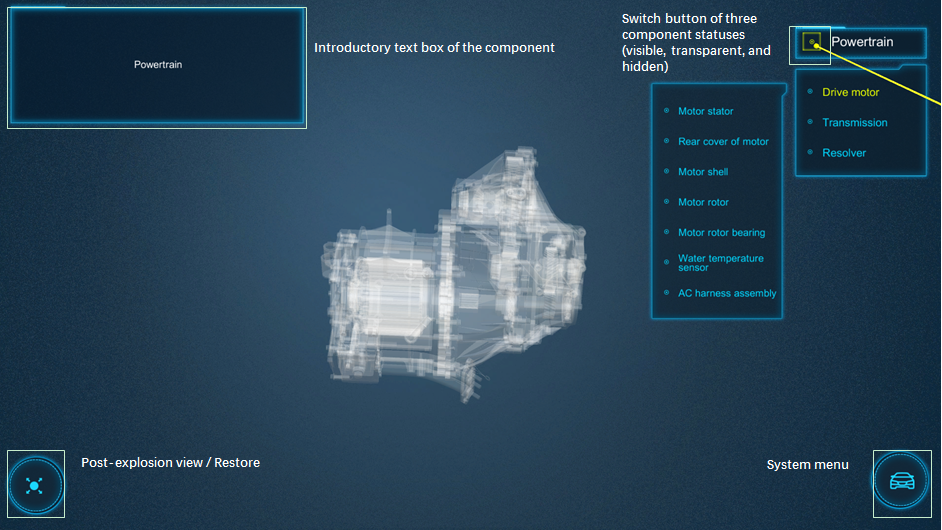 Powertrain
Introductory text box of the component
Switch button of three
component statuses
(visible, transparent, and
hidden)
Powertrain
Drive motor
Transmission
Resolver
Motor stator
Rear cover of motor
Motor shell
Motor rotor
Motor rotor bearing
Water temperature
sensor
AC harness assembly
Post-explosion view / Restore
System menu